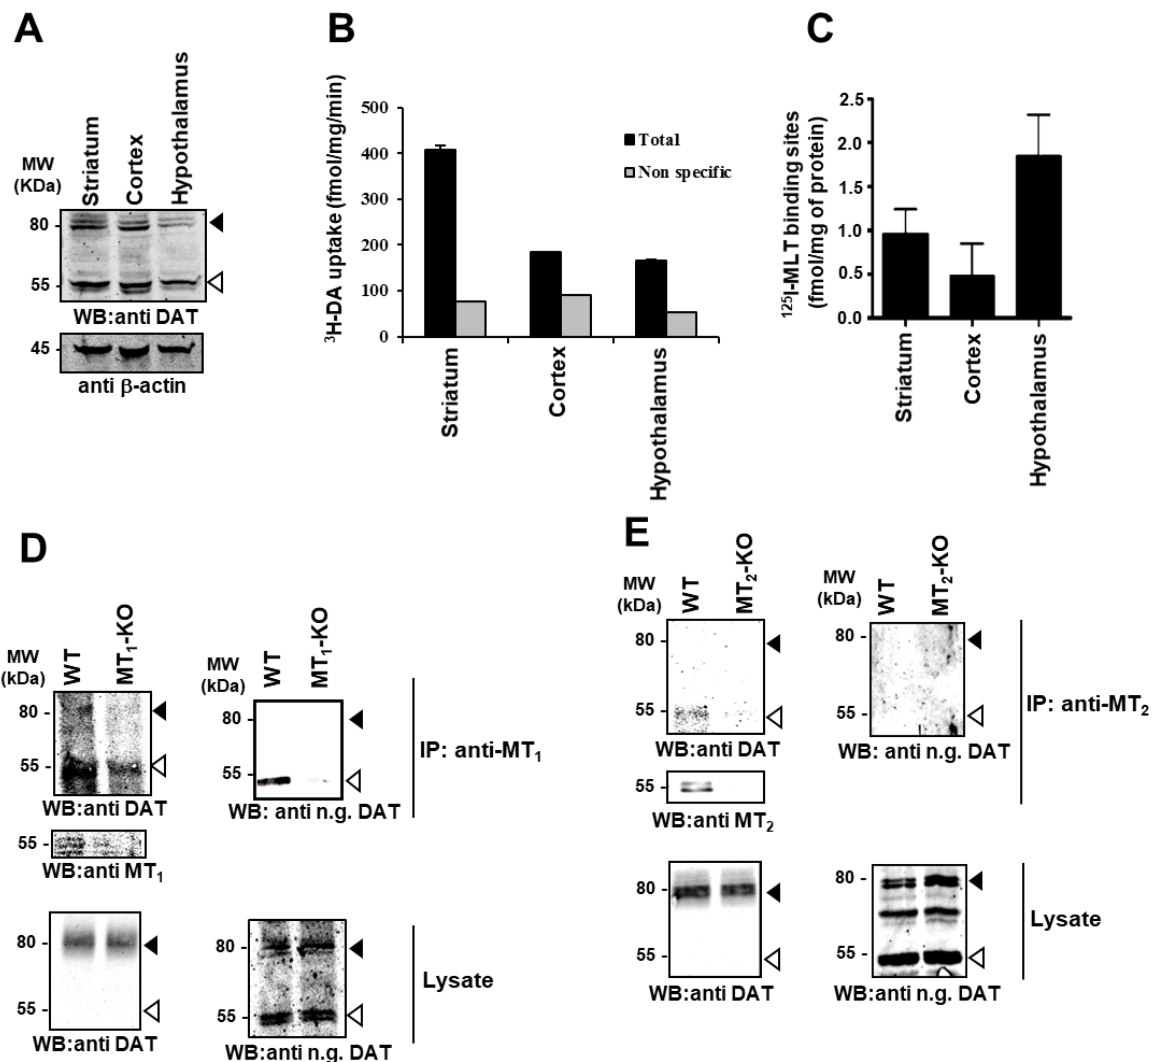 A
MW
(KDa)
Striatum
Cortex
Hypothalamus
80
55
WB:anti DAT
45
anti β-actin
B
³H-DA uptake (fmol/mg/min)
500
400
300
200
100
0
Total
Non specific
Striatum
Cortex
Hypothalamus
C
¹²⁵I-MLT binding sites
(fmol/mg of protein)
2.5
2.0
1.5
1.0
0.5
0.0
Striatum
Cortex
Hypothalamus
D
MW
(kDa)
WT
MT₁-KO
80
55
WB:anti DAT
55
WB:anti MT₁
MW
(kDa)
WT
MT₁-KO
80
55
WB: anti n.g. DAT
IP: anti-MT₁
80
55
WB:anti DAT
80
55
WB:anti n.g. DAT
Lysate
E
MW
(kDa)
WT
MT₂-KO
80
55
WB:anti DAT
55
WB:anti MT₂
MW
(kDa)
WT
MT₂-KO
80
55
WB: anti n.g. DAT
IP: anti-MT₂
80
55
WB:anti DAT
80
55
WB:anti n.g. DAT
Lysate